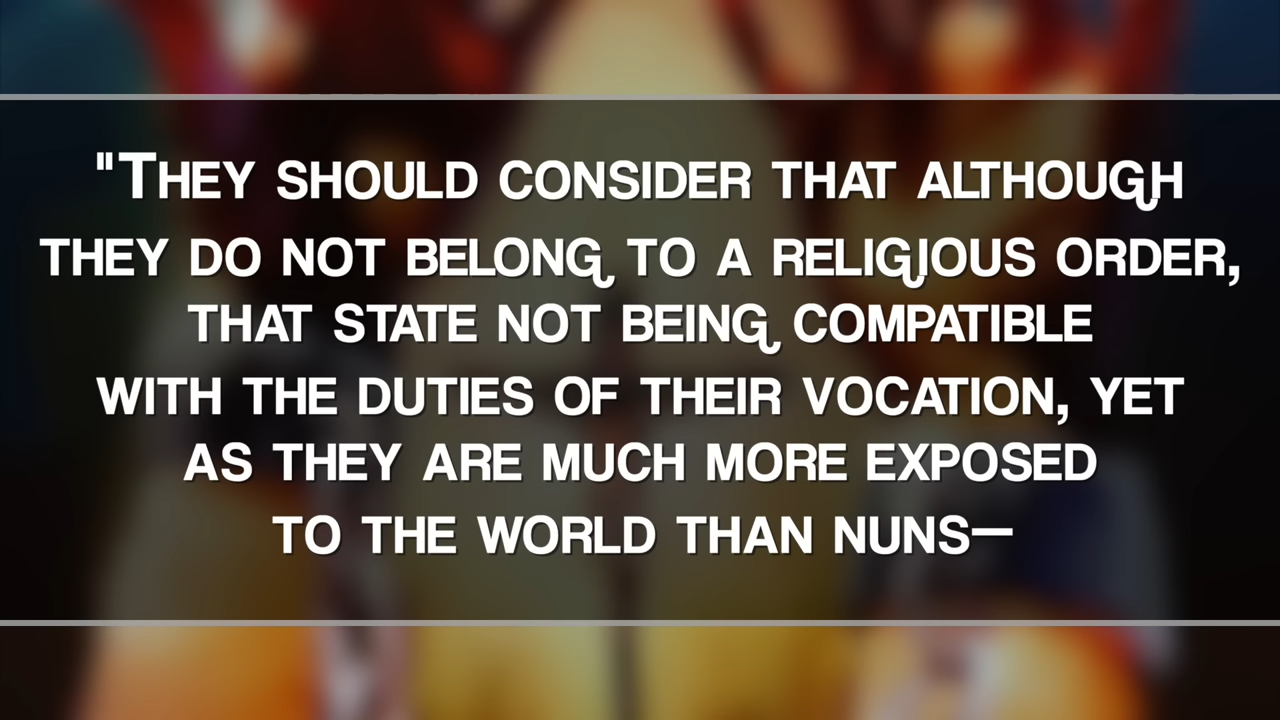 "They should consider that although
they do not belong to a religious order,
that state not being compatible
with the duties of their vocation, yet
as they are much more exposed
to the world than nuns—